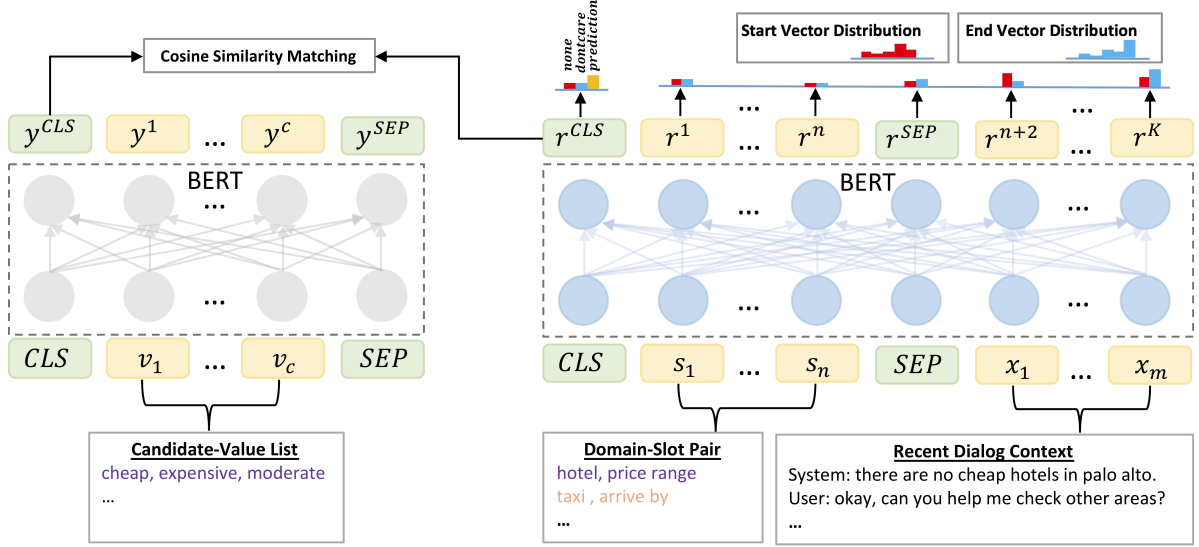 Cosine Similarity Matching
none
dontcare
prediction
Start Vector Distribution
End Vector Distribution
y^{CLS} y^1 ... y^c y^{SEP}
r^{CLS} r^1 ... r^n r^{SEP} r^{n+2} ... r^K
...
...
BERT
...
...
BERT
...
...
...
...
CLS v_1 ... v_c SEP
CLS s_1 ... s_n SEP x_1 ... x_m
Candidate-Value List
cheap, expensive, moderate
...
Domain-Slot Pair
hotel, price range
taxi , arrive by
...
Recent Dialog Context
System: there are no cheap hotels in palo alto.
User: okay, can you help me check other areas?
...